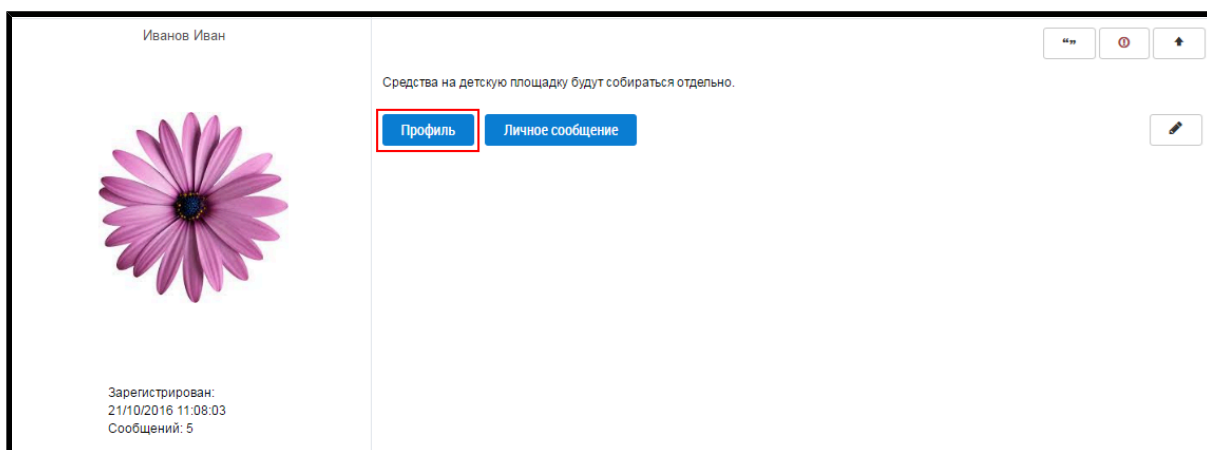 Иванов Иван
“”
Средства на детскую площадку будут собираться отдельно.
Профиль
Личное сообщение
Зарегистрирован:
21/10/2016 11:08:03
Сообщений: 5